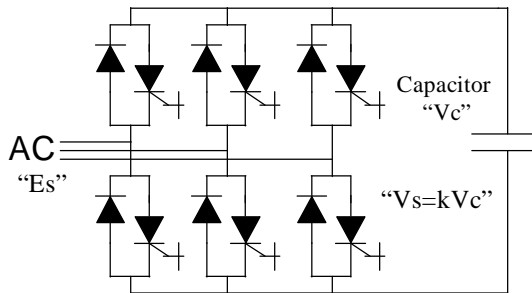 Capacitor
“Vc”
AC
“Es”
“Vs=kVc”